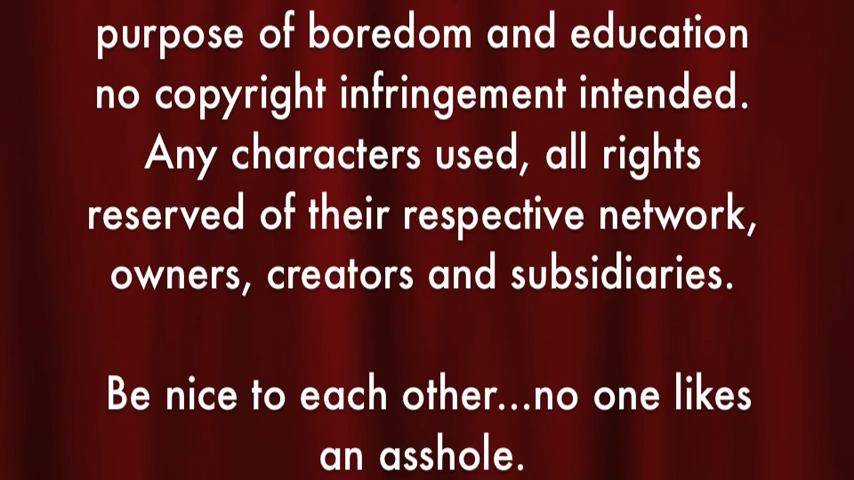 purpose of boredom and education
no copyright infringement intended.
Any characters used, all rights
reserved of their respective network,
owners, creators and subsidiaries.
Be nice to each other...no one likes
an asshole.